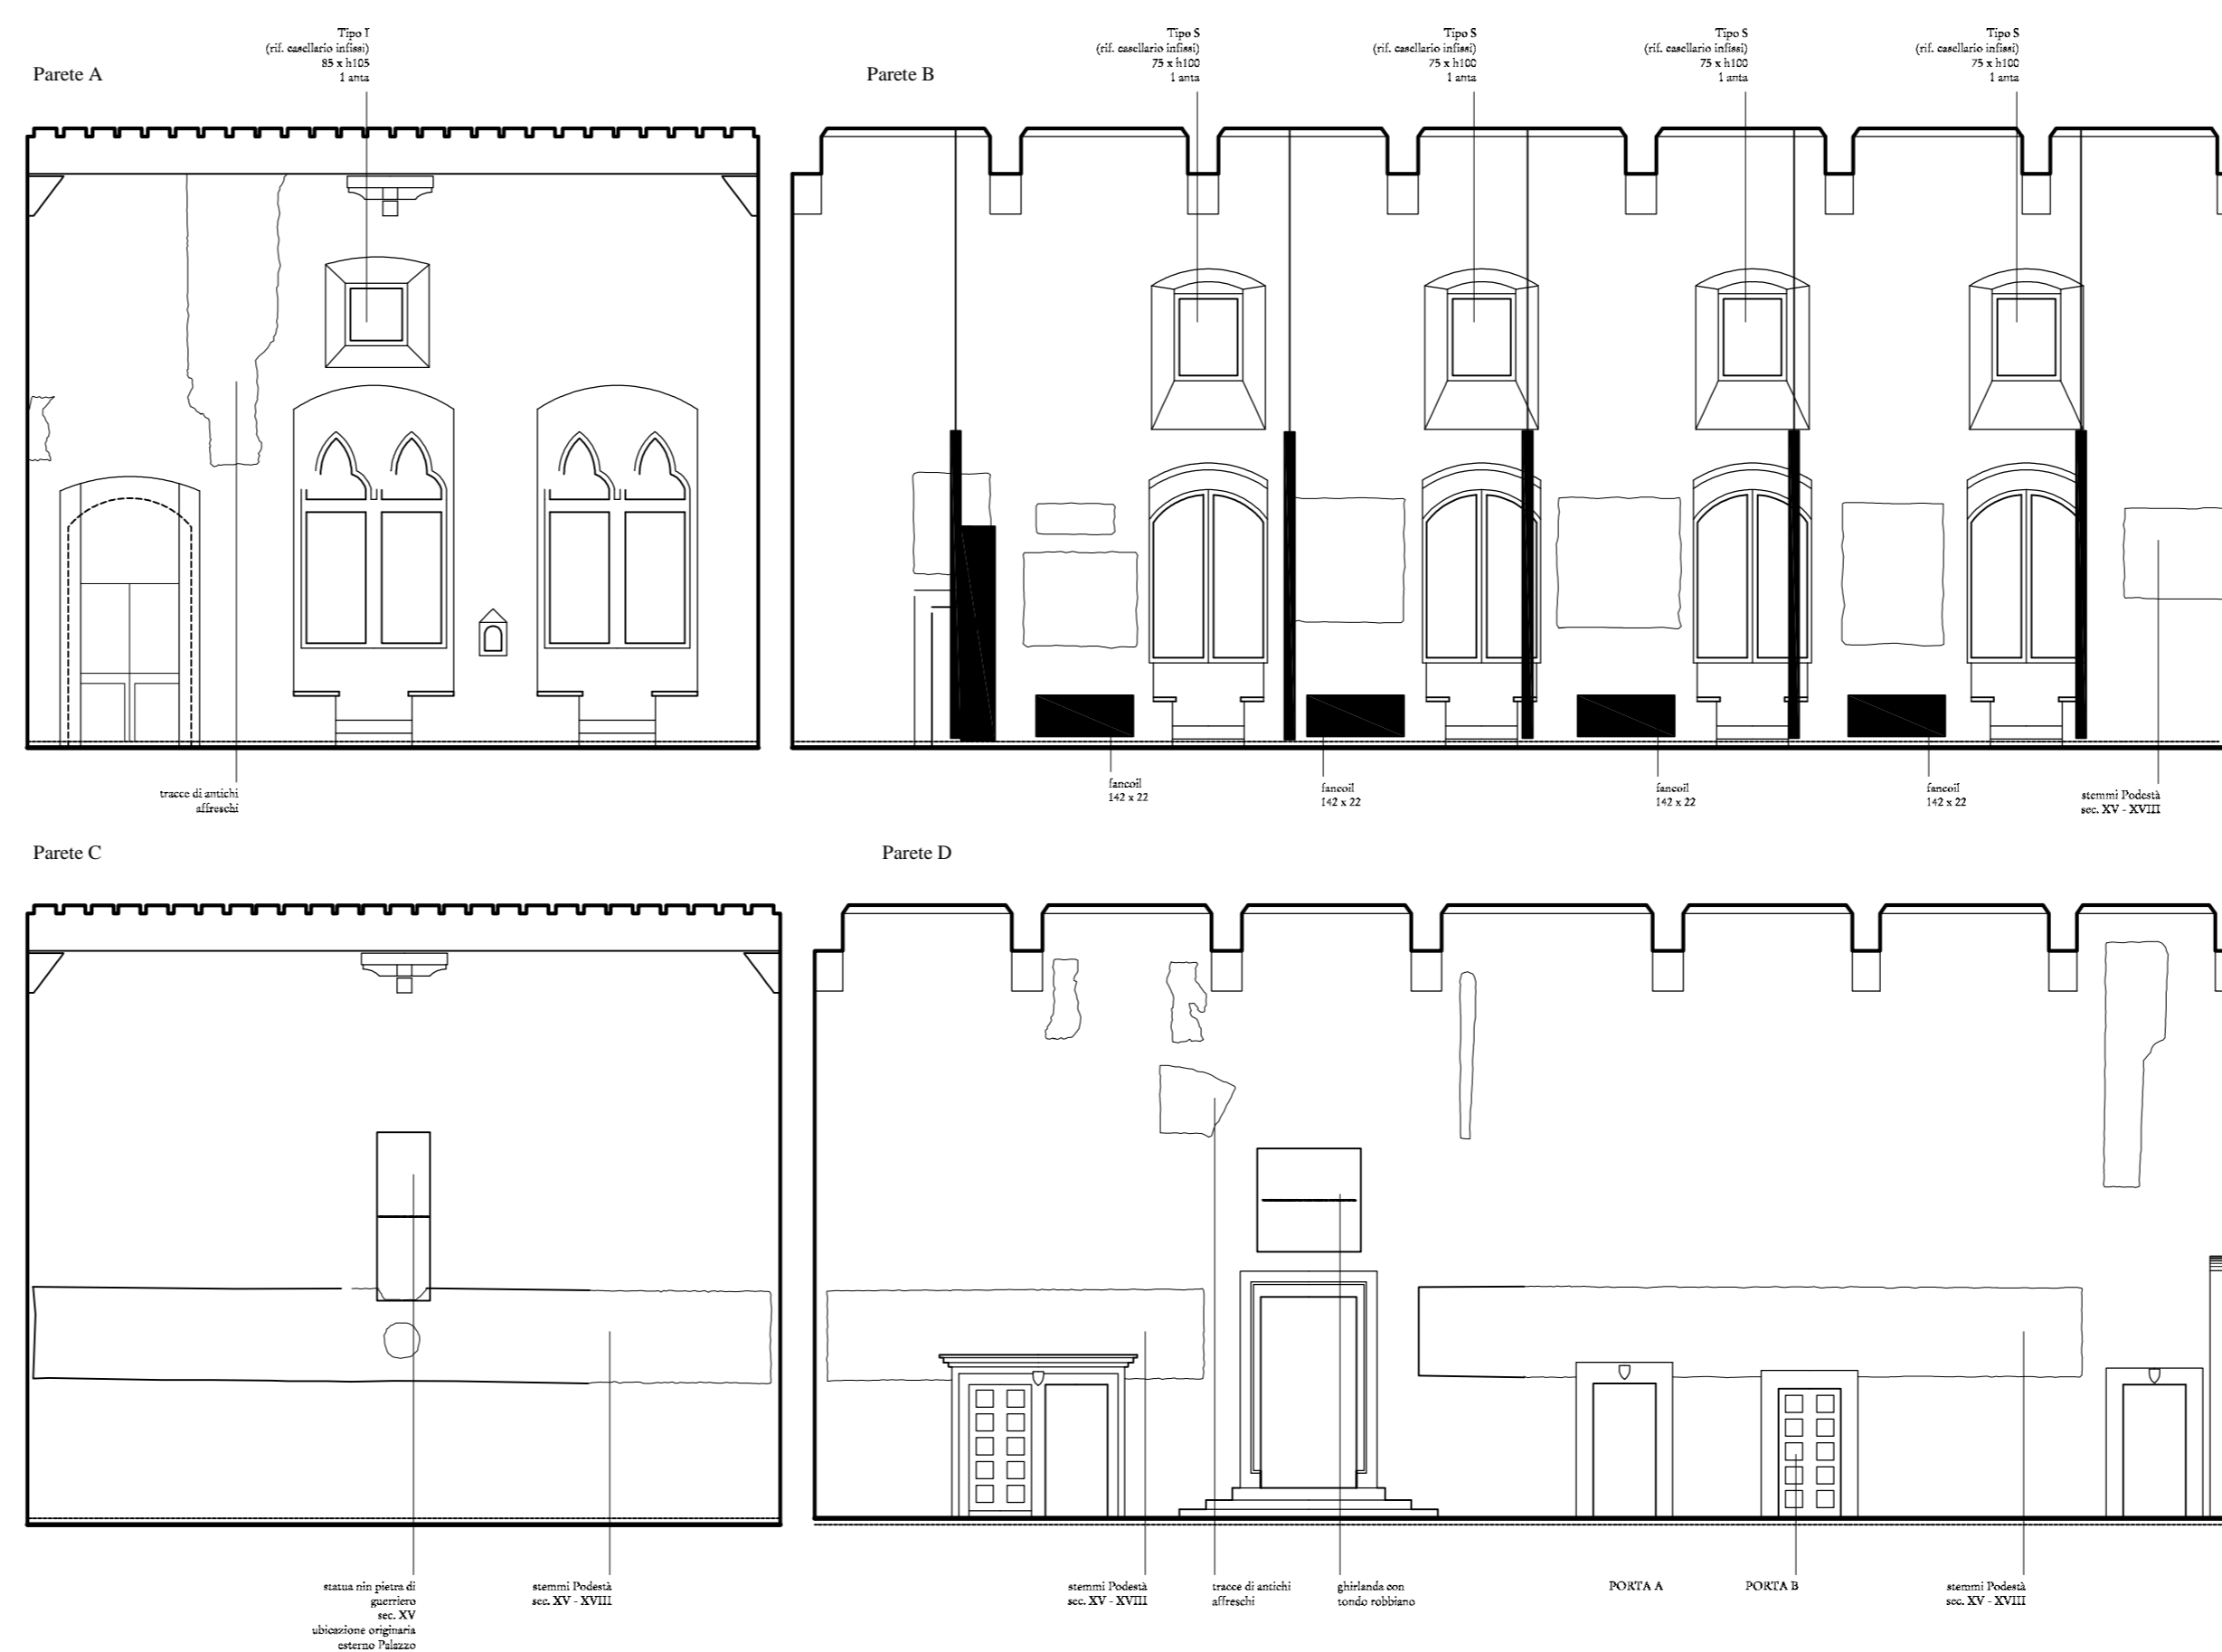 Parete A
Tipo I
(rif. casellario infissi)
85 x h105
1 anta
Parete B
Tipo S
(rif. casellario infissi)
75 x h100
1 anta
Tipo S
(rif. casellario infissi)
75 x h100
1 anta
Tipo S
(rif. casellario infissi)
75 x h100
1 anta
Tipo S
(rif. casellario infissi)
75 x h100
1 anta
tracce di antichi
affreschi
fancoil
142 x 22
fancoil
142 x 22
fancoil
142 x 22
fancoil
142 x 22
stemmi Podestà
sec. XV - XVIII
Parete C
Parete D
statua nin pietra di
guerriero
sec. XV
ubicazione originaria
esterno Palazzo
stemmi Podestà
sec. XV - XVIII
stemmi Podestà
sec. XV - XVIII
tracce di antichi
affreschi
ghirlanda con
tondo robbiano
PORTA A
PORTA B
stemmi Podestà
sec. XV - XVIII